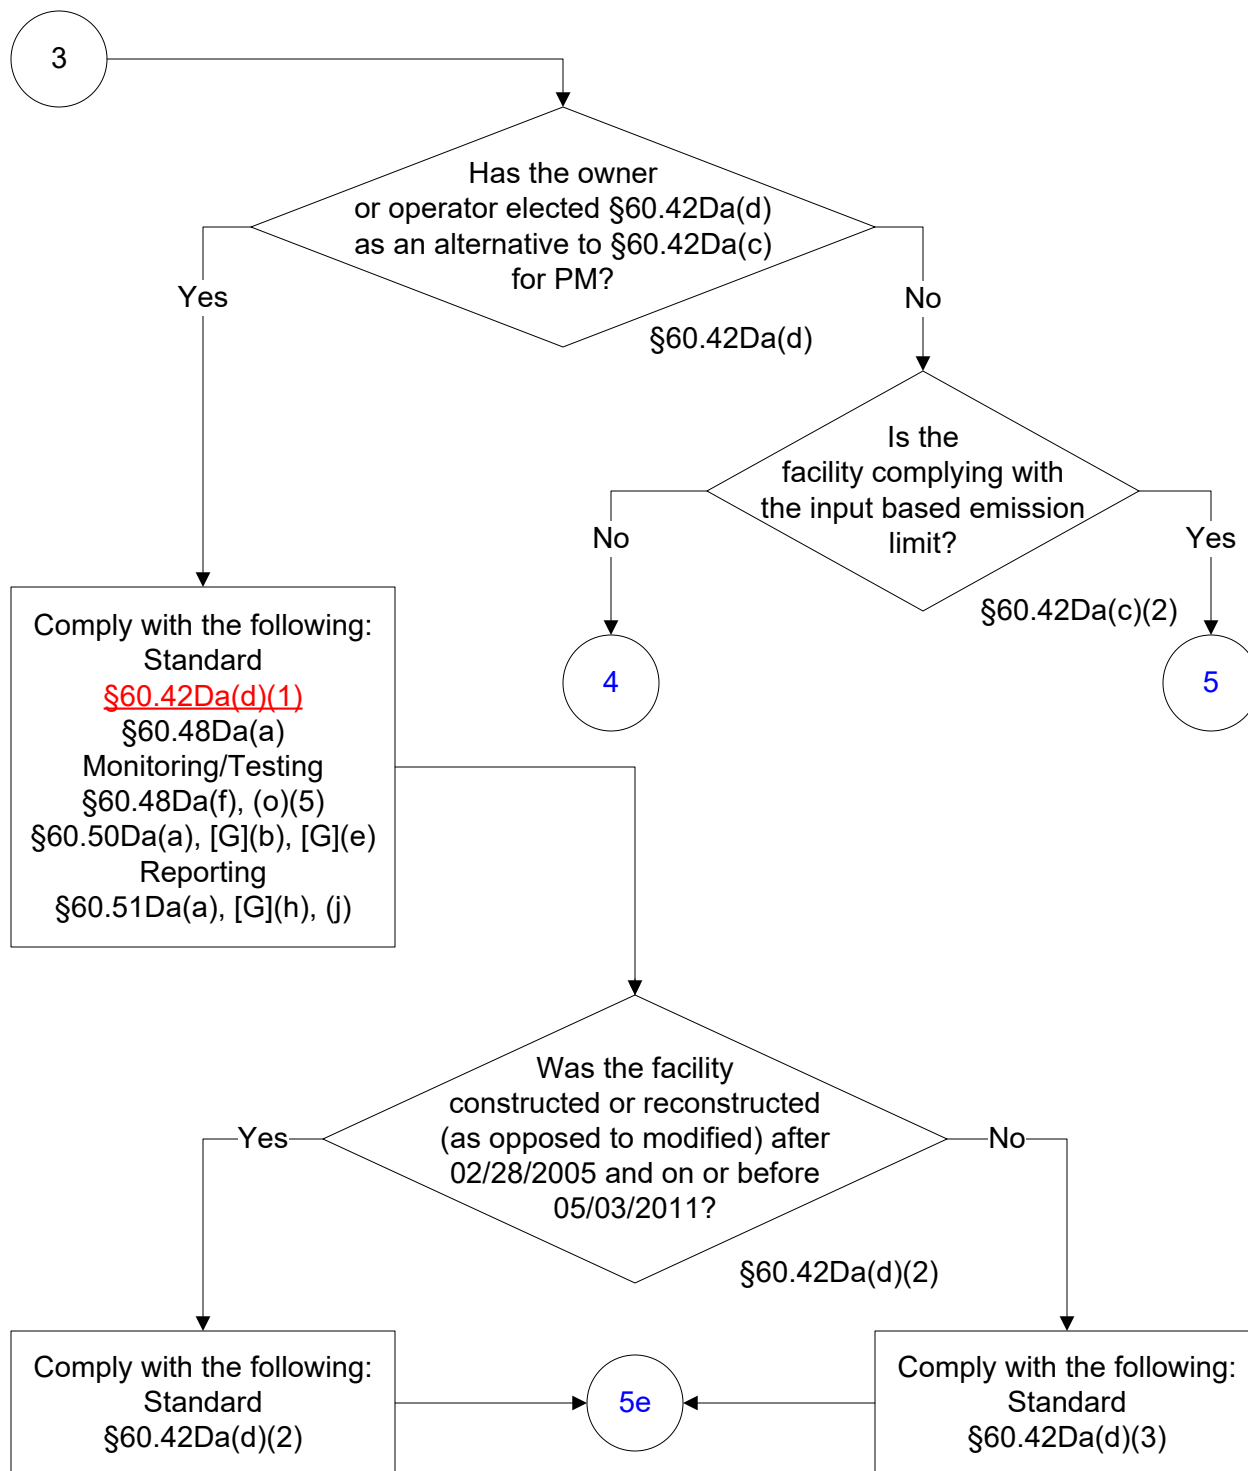 3
Has the owner
or operator elected §60.42Da(d)
as an alternative to §60.42Da(c)
for PM?
Yes
No
§60.42Da(d)
Is the
facility complying with
the input based emission
limit?
No
Yes
§60.42Da(c)(2)
4
5
Comply with the following:
Standard
§60.42Da(d)(1)
§60.48Da(a)
Monitoring/Testing
§60.48Da(f), (o)(5)
§60.50Da(a), [G](b), [G](e)
Reporting
§60.51Da(a), [G](h), (j)
Was the facility
constructed or reconstructed
(as opposed to modified) after
02/28/2005 and on or before
05/03/2011?
Yes
No
§60.42Da(d)(2)
Comply with the following:
Standard
§60.42Da(d)(2)
5e
Comply with the following:
Standard
§60.42Da(d)(3)